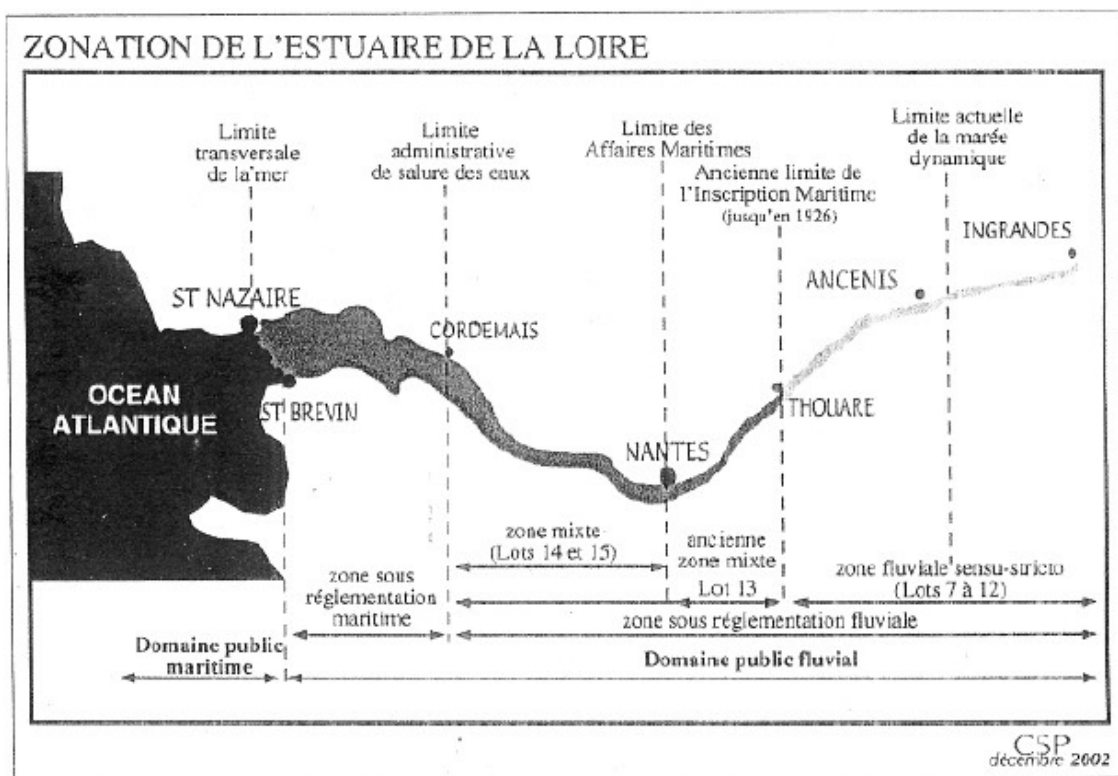 ZONATION DE L'ESTUAIRE DE LA LOIRE
Limite
transversale
de la mer
Limite
administrative
de salure des eaux
Limite des
Affaires Maritimes
Ancienne limite de
l'Inscription Maritime
(jusqu'en 1926)
Limite actuelle
de la marée
dynamique
INGRANDES
ANCENIS
ST NAZAIRE
CORDEMAIS
OCEAN
ATLANTIQUE
ST BREVIN
THOUARE
NANTES
zone mixte
(Lots 14 et 15)
ancienne
zone mixte
Lot 13
zone fluviale sensu-stricto
(Lots 7 à 12)
zone sous
réglementation
maritime
zone sous réglementation fluviale
Domaine public
maritime
Domaine public fluvial
CSP
décembre 2002